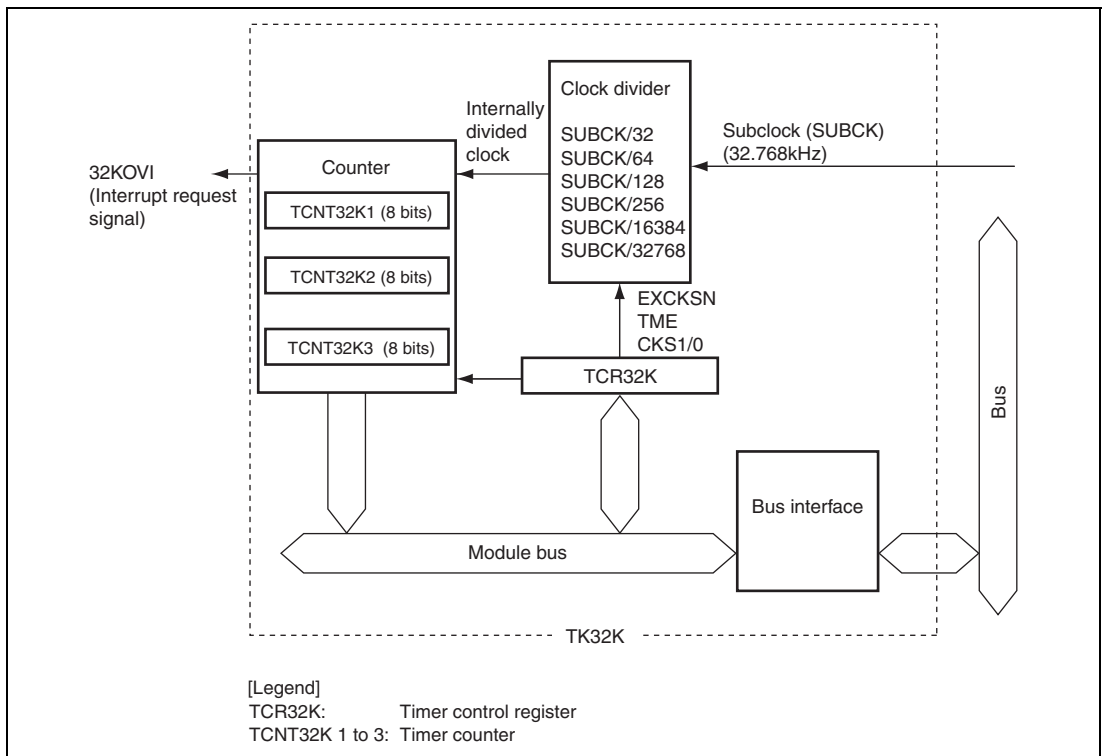 Clock divider
SUBCK/32
SUBCK/64
SUBCK/128
SUBCK/256
SUBCK/16384
SUBCK/32768
Internally
divided
clock
Subclock (SUBCK)
(32.768kHz)
32KOVI
(Interrupt request
signal)
Counter
TCNT32K1 (8 bits)
TCNT32K2 (8 bits)
TCNT32K3 (8 bits)
EXCKSN
TME
CKS1/0
TCR32K
Bus
Bus interface
Module bus
TK32K
[Legend]
TCR32K: Timer control register
TCNT32K 1 to 3: Timer counter